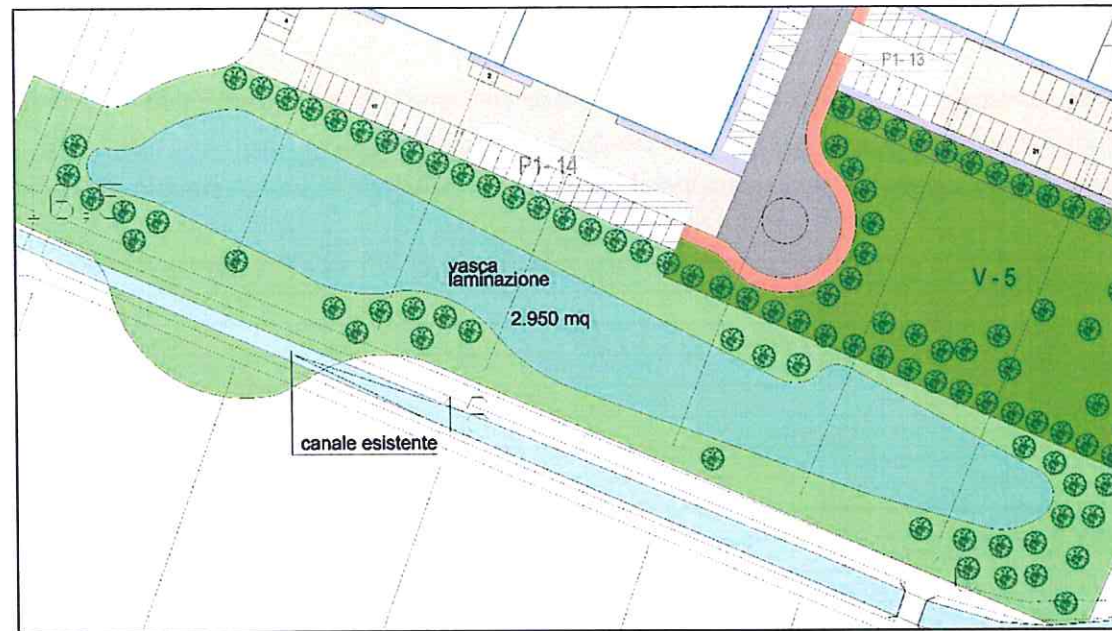 P1-13
P1-14
V-5
vasca
laminazione
2.950 mq
canale esistente